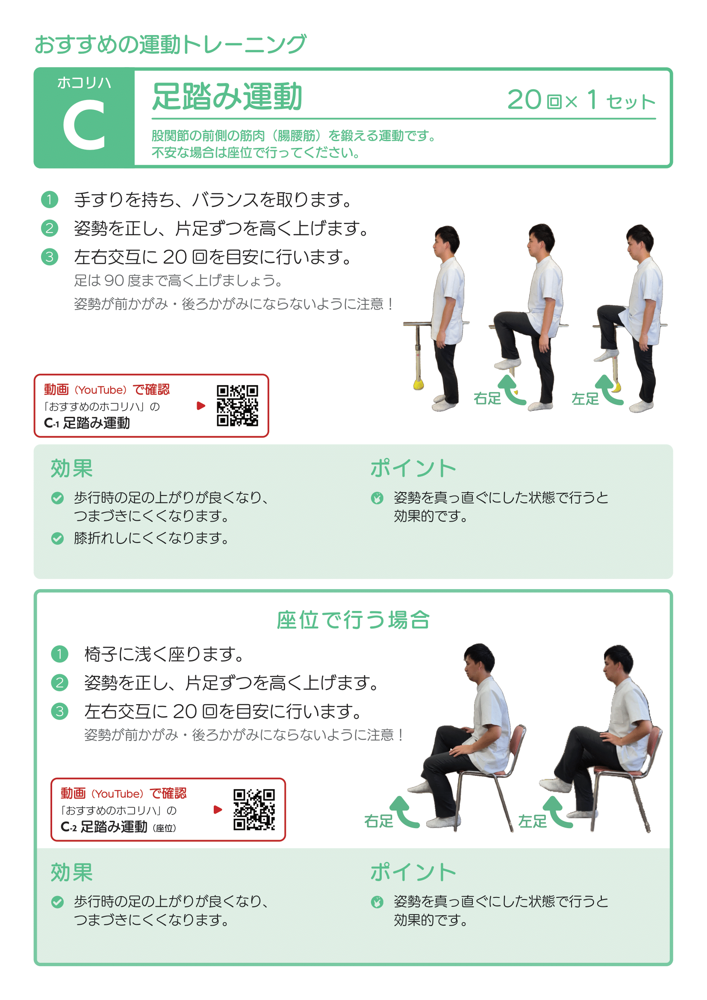 おすすめの運動トレーニング
ホコリハ
C
足踏み運動
20回×1セット
股関節の前側の筋肉（腸腰筋）を鍛える運動です。
不安な場合は座位で行ってください。
1 手すりを持ち、バランスを取ります。
2 姿勢を正し、片足ずつを高く上げます。
3 左右交互に20回を目安に行います。
足は90度まで高く上げましょう。
姿勢が前かがみ・後ろかがみにならないように注意！
右足
左足
動画（YouTube）で確認
「おすすめのホコリハ」の
C-1 足踏み運動
効果
歩行時の足の上がりが良くなり、
つまづきにくくなります。
膝折れしにくくなります。
ポイント
姿勢を真っ直ぐにした状態で行うと
効果的です。
座位で行う場合
1 椅子に浅く座ります。
2 姿勢を正し、片足ずつを高く上げます。
3 左右交互に20回を目安に行います。
姿勢が前かがみ・後ろかがみにならないように注意！
右足
左足
動画（YouTube）で確認
「おすすめのホコリハ」の
C-2 足踏み運動（座位）
効果
歩行時の足の上がりが良くなり、
つまづきにくくなります。
ポイント
姿勢を真っ直ぐにした状態で行うと
効果的です。